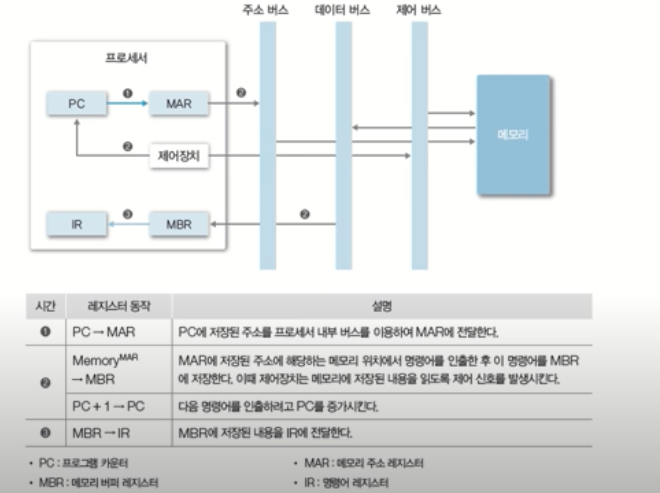 주소 버스 데이터 버스 제어 버스
프로세서
PC ❶ MAR ❷
메모리
❷ 제어장치
IR ❸ MBR ❷
시간 레지스터 동작 설명
❶ PC → MAR PC에 저장된 주소를 프로세서 내부 버스를 이용하여 MAR에 전달한다.
❷ Memory^MAR → MBR MAR에 저장된 주소에 해당하는 메모리 위치에서 명령어를 인출한 후 이 명령어를 MBR
에 저장한다. 이때 제어장치는 메모리에 저장된 내용을 읽도록 제어 신호를 발생시킨다.
PC + 1 → PC 다음 명령어를 인출하려고 PC를 증가시킨다.
❸ MBR → IR MBR에 저장된 내용을 IR에 전달한다.
• PC : 프로그램 카운터 • MAR : 메모리 주소 레지스터
• MBR : 메모리 버퍼 레지스터 • IR : 명령어 레지스터